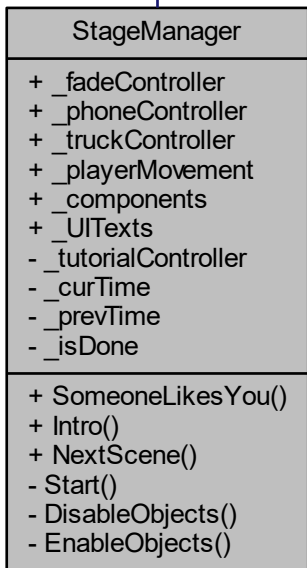 StageManager
+ _fadeController
+ _phoneController
+ _truckController
+ _playerMovement
+ _components
+ _UITexts
- _tutorialController
- _curTime
- _prevTime
- _isDone
+ SomeoneLikesYou()
+ Intro()
+ NextScene()
- Start()
- DisableObjects()
- EnableObjects()